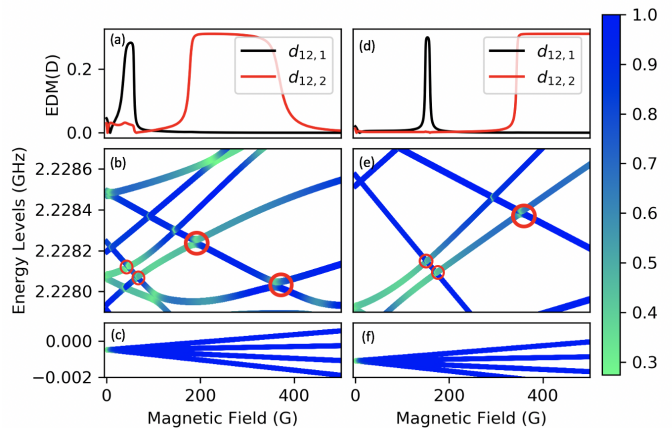 (a)
d12,1
d12,2
EDM(D)
0.2
0.0
(d)
d12,1
d12,2
(b)
Energy Levels (GHz)
2.2286
2.2284
2.2282
2.2280
(e)
(c)
0.000
−0.002
(f)
0 200 400
0 200 400
Magnetic Field (G)
Magnetic Field (G)
1.0
0.9
0.8
0.7
0.6
0.5
0.4
0.3